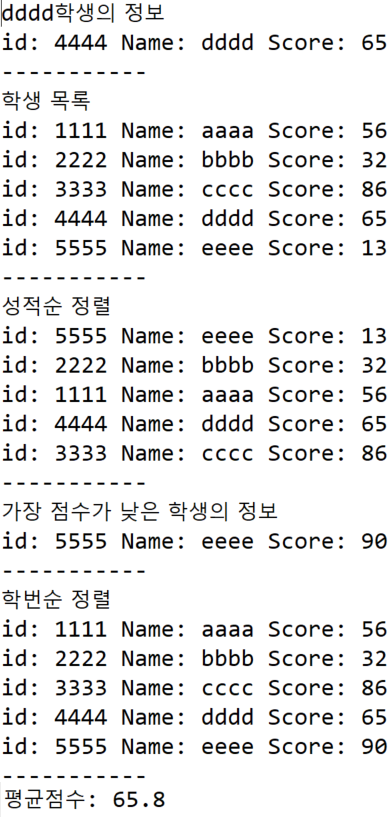 dddd학생의 정보
id: 4444 Name: dddd Score: 65
-----------
학생 목록
id: 1111 Name: aaaa Score: 56
id: 2222 Name: bbbb Score: 32
id: 3333 Name: cccc Score: 86
id: 4444 Name: dddd Score: 65
id: 5555 Name: eeee Score: 13
-----------
성적순 정렬
id: 5555 Name: eeee Score: 13
id: 2222 Name: bbbb Score: 32
id: 1111 Name: aaaa Score: 56
id: 4444 Name: dddd Score: 65
id: 3333 Name: cccc Score: 86
-----------
가장 점수가 낮은 학생의 정보
id: 5555 Name: eeee Score: 90
-----------
학번순 정렬
id: 1111 Name: aaaa Score: 56
id: 2222 Name: bbbb Score: 32
id: 3333 Name: cccc Score: 86
id: 4444 Name: dddd Score: 65
id: 5555 Name: eeee Score: 90
-----------
평균점수: 65.8